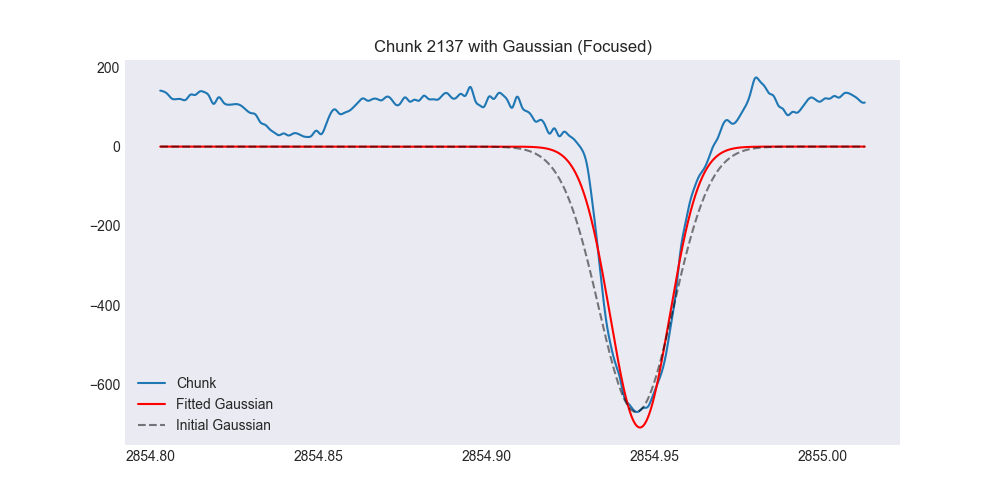 Chunk 2137 with Gaussian (Focused)
200
0
−200
−400
−600
Chunk
Fitted Gaussian
Initial Gaussian
2854.80 2854.85 2854.90 2854.95 2855.00